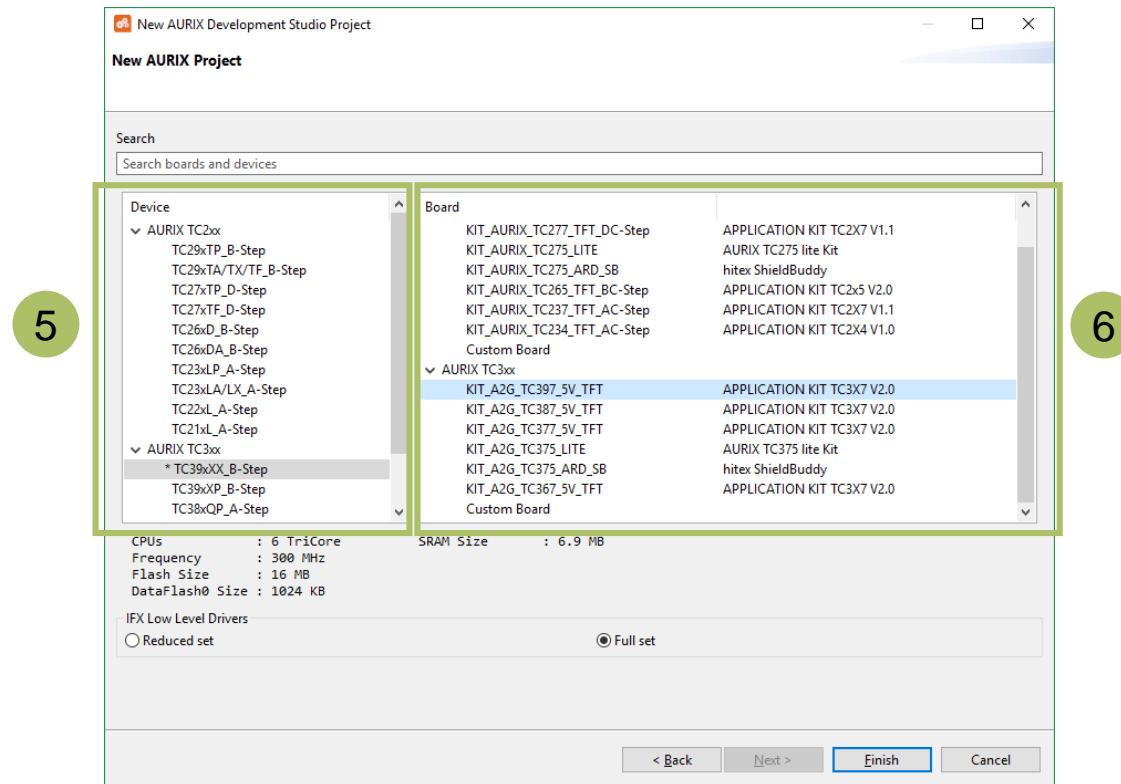 New AURIX Development Studio Project
New AURIX Project
Search
Search boards and devices
Device
AURIX TC2xx
TC29xTP_B-Step
TC29xTA/TX/TF_B-Step
TC27xTP_D-Step
TC27xTF_D-Step
TC26xD_B-Step
TC26xDA_B-Step
TC23xLP_A-Step
TC23xLA/LX_A-Step
TC22xL_A-Step
TC21xL_A-Step
AURIX TC3xx
* TC39xXX_B-Step
TC39xXP_B-Step
TC38xQP_A-Step
5
Board
KIT_AURIX_TC277_TFT_DC-Step APPLICATION KIT TC2X7 V1.1
KIT_AURIX_TC275_LITE AURIX TC275 lite Kit
KIT_AURIX_TC275_ARD_SB hitex ShieldBuddy
KIT_AURIX_TC265_TFT_BC-Step APPLICATION KIT TC2x5 V2.0
KIT_AURIX_TC237_TFT_AC-Step APPLICATION KIT TC2X7 V1.1
KIT_AURIX_TC234_TFT_AC-Step APPLICATION KIT TC2X4 V1.0
Custom Board
AURIX TC3xx
KIT_A2G_TC397_5V_TFT APPLICATION KIT TC3X7 V2.0
KIT_A2G_TC387_5V_TFT APPLICATION KIT TC3X7 V2.0
KIT_A2G_TC377_5V_TFT APPLICATION KIT TC3X7 V2.0
KIT_A2G_TC375_LITE AURIX TC375 lite Kit
KIT_A2G_TC375_ARD_SB hitex ShieldBuddy
KIT_A2G_TC367_5V_TFT APPLICATION KIT TC3X7 V2.0
Custom Board
6
CPUs : 6 TriCore SRAM Size : 6.9 MB
Frequency : 300 MHz
Flash Size : 16 MB
DataFlash0 Size : 1024 KB
IFX Low Level Drivers
Reduced set Full set
< Back Next > Finish Cancel